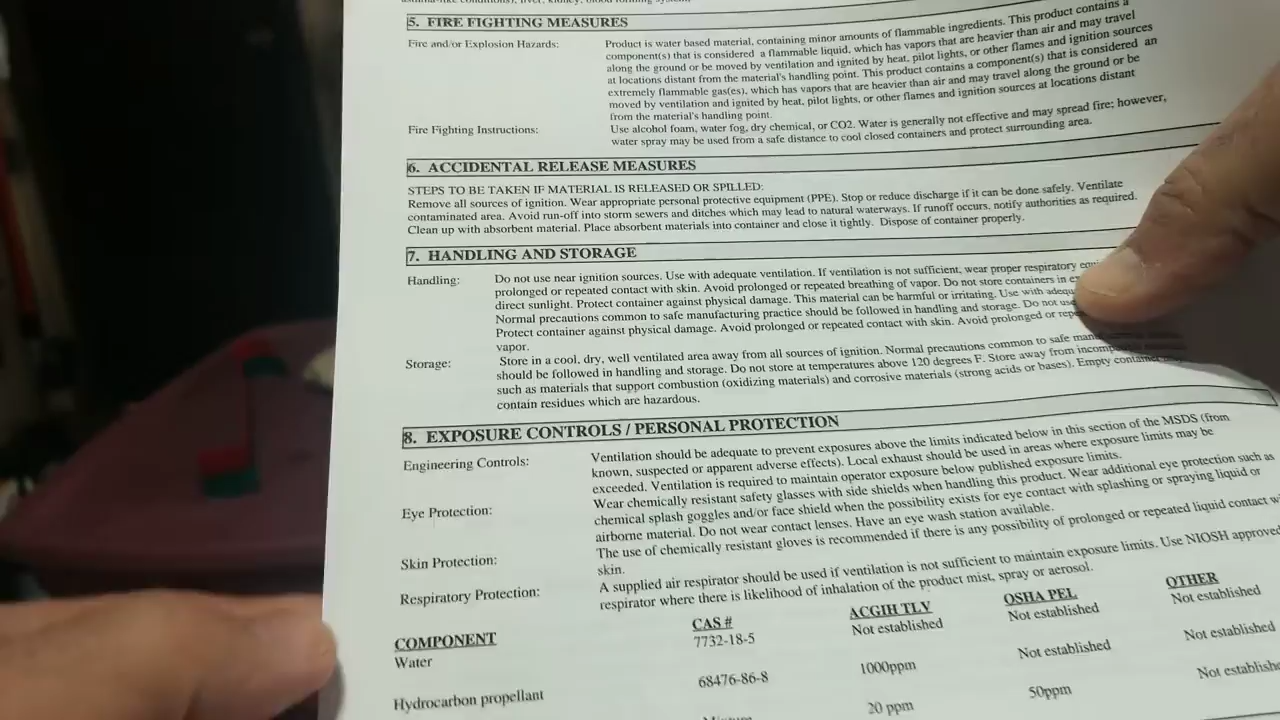 5. FIRE FIGHTING MEASURES
Fire and/or Explosion Hazards:
Product is water based material, containing minor amounts of flammable ingredients. This product contains a
component(s) that is considered a flammable liquid, which has vapors that are heavier than air and may travel
along the ground or be moved by ventilation and ignited by heat, pilot lights, or other flames and ignition sources
at locations distant from the material's handling point. This product contains a component(s) that is considered an
extremely flammable gas(es), which has vapors that are heavier than air and may travel along the ground or be
moved by ventilation and ignited by heat, pilot lights, or other flames and ignition sources at locations distant
from the material's handling point.
Fire Fighting Instructions:
Use alcohol foam, water fog, dry chemical, or CO2. Water is generally not effective and may spread fire; however,
water spray may be used from a safe distance to cool closed containers and protect surrounding area.
6. ACCIDENTAL RELEASE MEASURES
STEPS TO BE TAKEN IF MATERIAL IS RELEASED OR SPILLED:
Remove all sources of ignition. Wear appropriate personal protective equipment (PPE). Stop or reduce discharge if it can be done safely. Ventilate
contaminated area. Avoid run-off into storm sewers and ditches which may lead to natural waterways. If runoff occurs, notify authorities as required.
Clean up with absorbent material. Place absorbent materials into container and close it tightly. Dispose of container properly.
7. HANDLING AND STORAGE
Handling:
Do not use near ignition sources. Use with adequate ventilation. If ventilation is not sufficient, wear proper respiratory
prolonged or repeated contact with skin. Avoid prolonged or repeated breathing of vapor. Do not store containers in
direct sunlight. Protect container against physical damage. This material can be harmful or irritating. Use with
Normal precautions common to safe manufacturing practice should be followed in handling and storage. Do not use
Protect container against physical damage. Avoid prolonged or repeated contact with skin. Avoid prolonged or
vapor.
Storage:
Store in a cool, dry, well ventilated area away from all sources of ignition. Normal precautions common to safe
should be followed in handling and storage. Do not store at temperatures above 120 degrees F. Store away from
such as materials that support combustion (oxidizing materials) and corrosive materials (strong acids or bases). Empty
contain residues which are hazardous.
8. EXPOSURE CONTROLS / PERSONAL PROTECTION
Engineering Controls:
Ventilation should be adequate to prevent exposures above the limits indicated below in this section of the MSDS (from
known, suspected or apparent adverse effects). Local exhaust should be used in areas where exposure limits may be
exceeded. Ventilation is required to maintain operator exposure below published exposure limits.
Eye Protection:
Wear chemically resistant safety glasses with side shields when handling this product. Wear additional eye protection such as
chemical splash goggles and/or face shield when the possibility exists for eye contact with splashing or spraying liquid or
airborne material. Do not wear contact lenses. Have an eye wash station available.
Skin Protection:
The use of chemically resistant gloves is recommended if there is any possibility of prolonged or repeated liquid contact
skin.
Respiratory Protection:
A supplied air respirator should be used if ventilation is not sufficient to maintain exposure limits. Use NIOSH approved
respirator where there is likelihood of inhalation of the product mist, spray or aerosol.
COMPONENT CAS # ACGIH TLV OSHA PEL OTHER
Water 7732-18-5 Not established Not established Not established
Hydrocarbon propellant 68476-86-8 1000ppm Not established Not established
20 ppm 50ppm